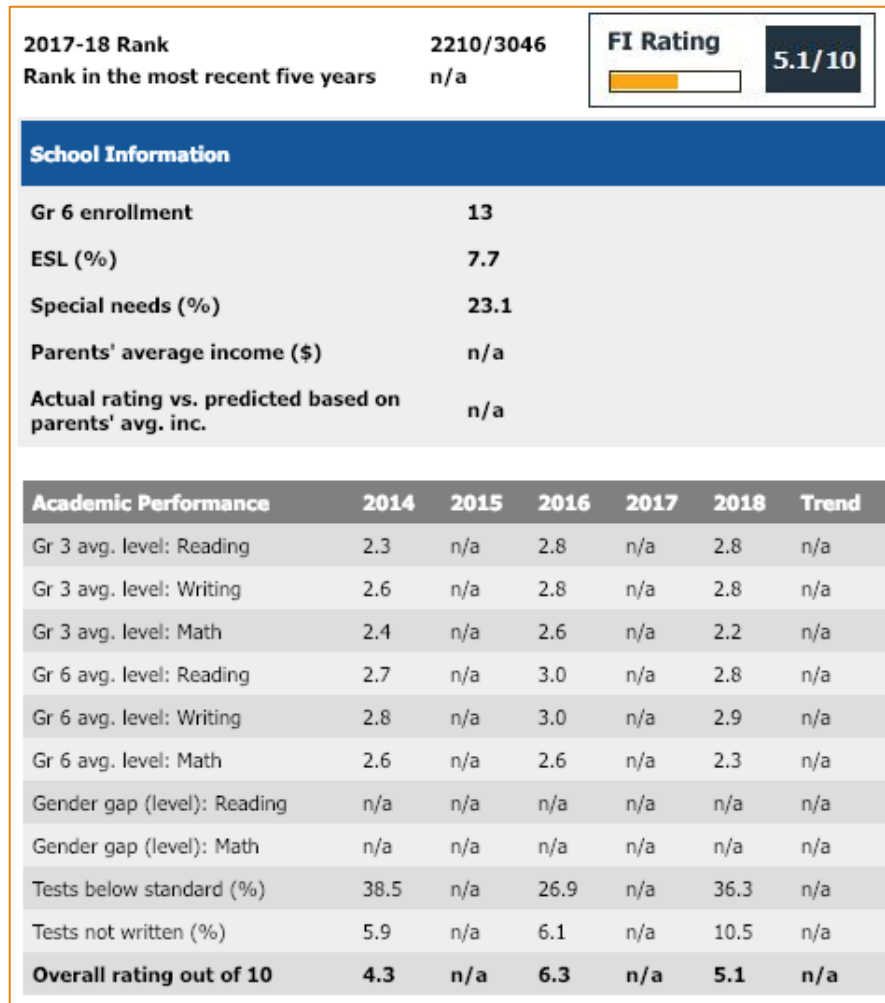 2017-18 Rank 2210/3046
Rank in the most recent five years n/a
FI Rating 5.1/10
School Information
Gr 6 enrollment 13
ESL (%) 7.7
Special needs (%) 23.1
Parents' average income ($) n/a
Actual rating vs. predicted based on
parents' avg. inc. n/a
Academic Performance 2014 2015 2016 2017 2018 Trend
Gr 3 avg. level: Reading 2.3 n/a 2.8 n/a 2.8 n/a
Gr 3 avg. level: Writing 2.6 n/a 2.8 n/a 2.8 n/a
Gr 3 avg. level: Math 2.4 n/a 2.6 n/a 2.2 n/a
Gr 6 avg. level: Reading 2.7 n/a 3.0 n/a 2.8 n/a
Gr 6 avg. level: Writing 2.8 n/a 3.0 n/a 2.9 n/a
Gr 6 avg. level: Math 2.6 n/a 2.6 n/a 2.3 n/a
Gender gap (level): Reading n/a n/a n/a n/a n/a n/a
Gender gap (level): Math n/a n/a n/a n/a n/a n/a
Tests below standard (%) 38.5 n/a 26.9 n/a 36.3 n/a
Tests not written (%) 5.9 n/a 6.1 n/a 10.5 n/a
Overall rating out of 10 4.3 n/a 6.3 n/a 5.1 n/a